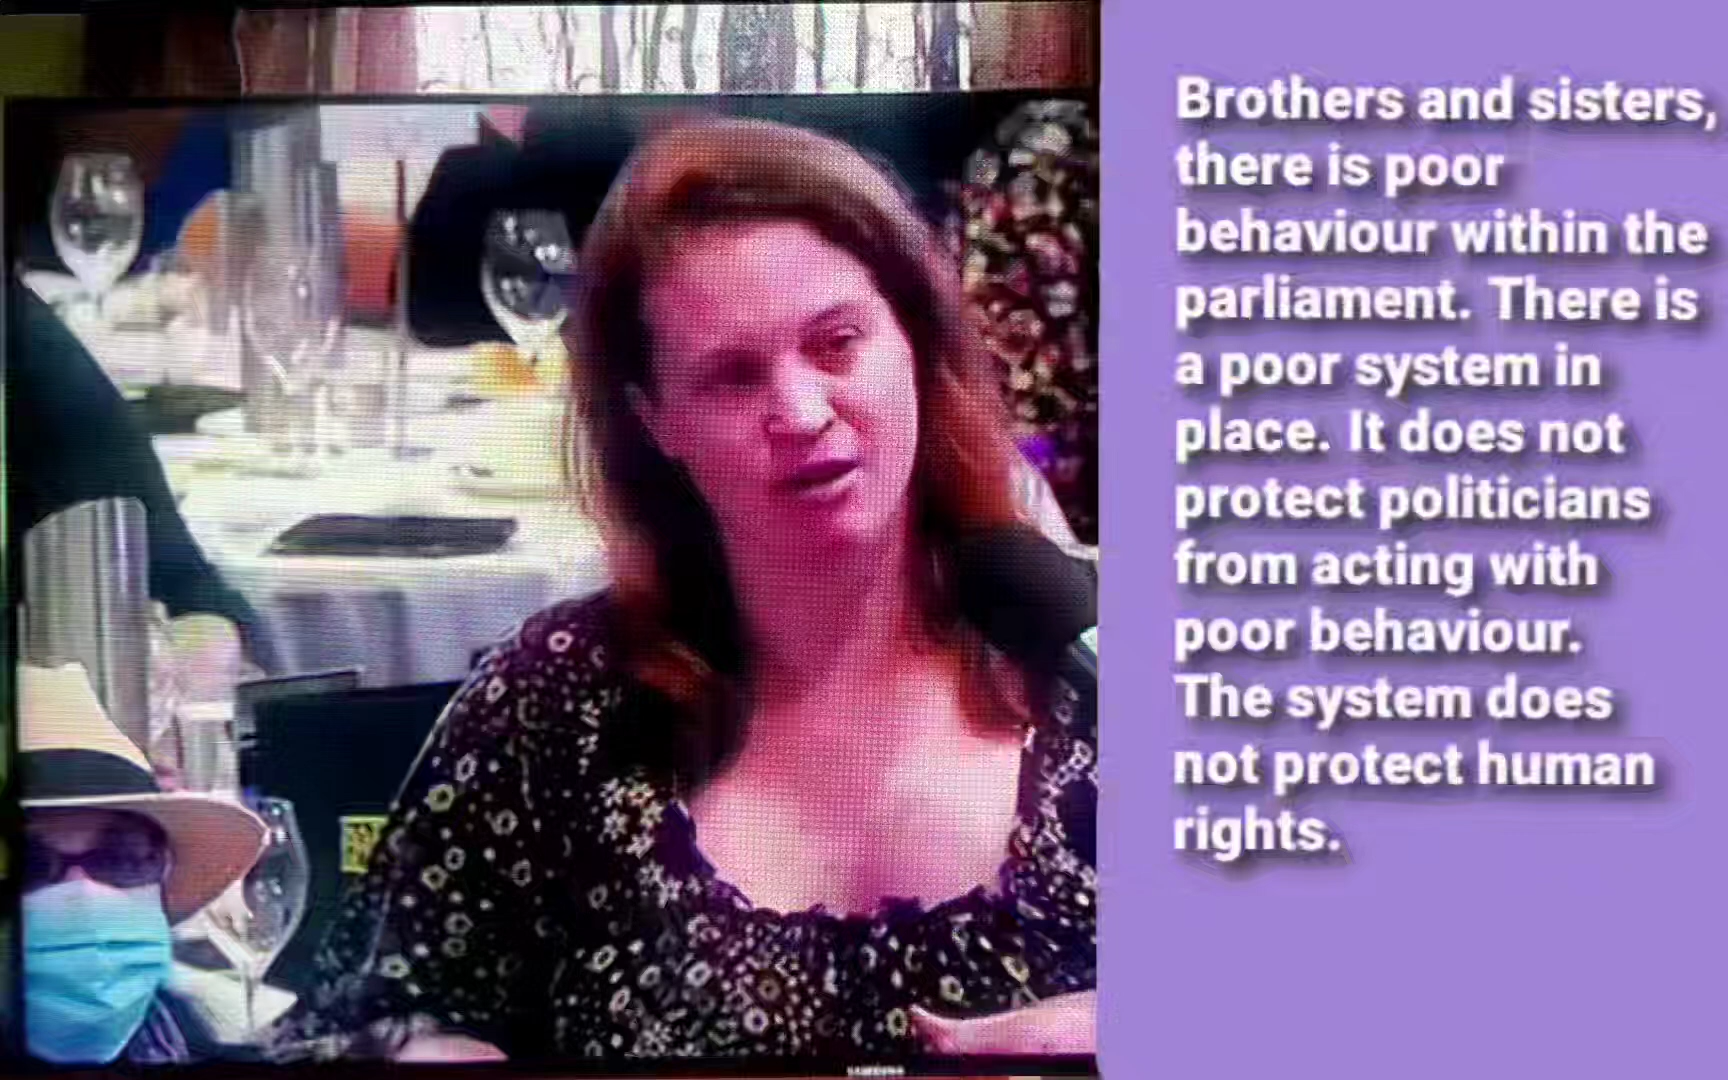 Brothers and sisters,
there is poor
behaviour within the
parliament. There is
a poor system in
place. It does not
protect politicians
from acting with
poor behaviour.
The system does
not protect human
rights.
SAMSUNG